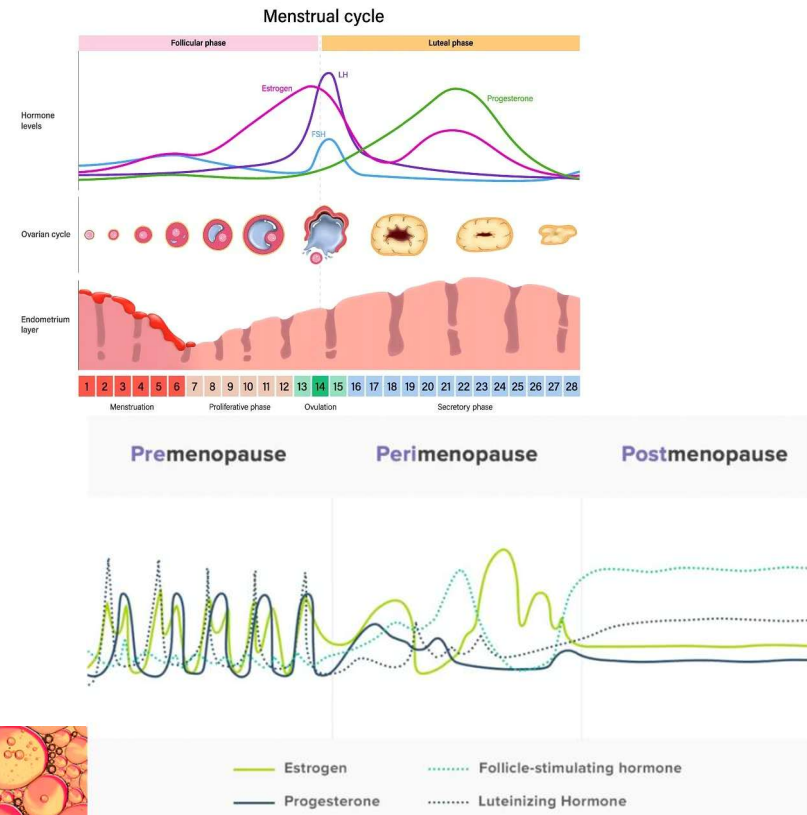 Menstrual cycle
Follicular phase
Luteal phase
Hormone
levels
Estrogen
LH
FSH
Progesterone
Ovarian cycle
Endometrium
layer
1 2 3 4 5 6 7 8 9 10 11 12 13 14 15 16 17 18 19 20 21 22 23 24 25 26 27 28
Menstruation
Proliferative phase
Ovulation
Secretory phase
Premenopause
Perimenopause
Postmenopause
Estrogen
Follicle-stimulating hormone
Progesterone
Luteinizing Hormone